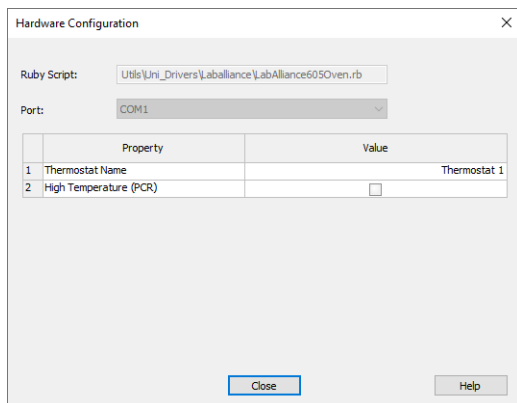 Hardware Configuration
Ruby Script: Utils\Uni_Drivers\Laballiance\LabAlliance605Oven.rb
Port: COM1
Property Value
1 Thermostat Name Thermostat 1
2 High Temperature (PCR)
Close Help